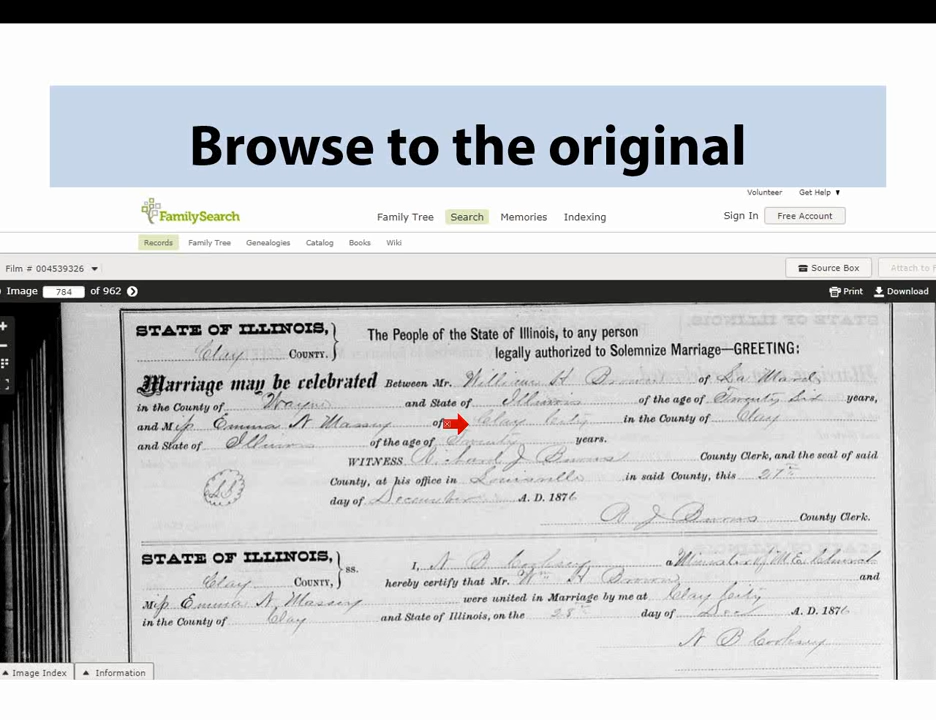 Browse to the original
Volunteer Get Help ▼
FamilySearch Family Tree Search Memories Indexing Sign In Free Account
Records Family Tree Genealogies Catalog Books Wiki
Film # 004539326 Source Box Attach to F
Image 784 of 962 Print Download
STATE OF ILLINOIS, The People of the State of Illinois, to any person
Clay COUNTY. legally authorized to Solemnize Marriage—GREETING:
Marriage may be celebrated Between Mr. William H Brown of La Mard
in the County of Wayne and State of Illinois of the age of Twenty Six years,
and Miss Emma N Massey of Clay City in the County of Clay
and State of Illinois of the age of Twenty years.
WITNESS Richard J Burns County Clerk, and the seal of said
County, at his office in Louisville in said County, this 27th
day of December A. D. 1876
County Clerk.
STATE OF ILLINOIS, ss. I, N B a Minister of M E Church
Clay COUNTY, hereby certify that Mr. Wm H Brown and
Miss Emma N. Massey were united in Marriage by me at Clay City
in the County of Clay and State of Illinois, on the 28th day of Dec A. D. 1876
N B
Image Index Information